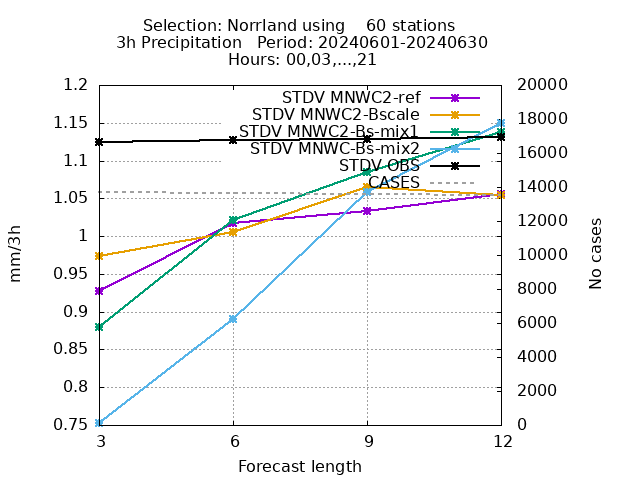 Selection: Norrland using    60 stations
3h Precipitation   Period: 20240601-20240630
Hours: 00,03,...,21
STDV MNWC2-ref
STDV MNWC2-Bscale
STDV MNWC2-Bs-mix1
STDV MNWC-Bs-mix2
STDV OBS
CASES
1.2
1.15
1.1
1.05
1
0.95
0.9
0.85
0.8
0.75
mm/3h
20000
18000
16000
14000
12000
10000
8000
6000
4000
2000
0
No cases
3 6 9 12
Forecast length